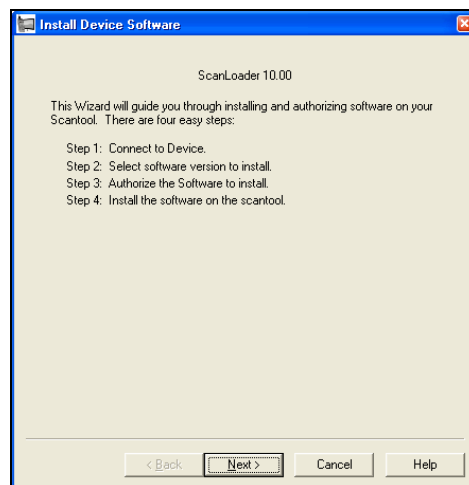 Install Device Software
ScanLoader 10.00
This Wizard will guide you through installing and authorizing software on your
Scantool. There are four easy steps:
Step 1: Connect to Device.
Step 2: Select software version to install.
Step 3: Authorize the Software to install.
Step 4: Install the software on the scantool.
< Back Next > Cancel Help